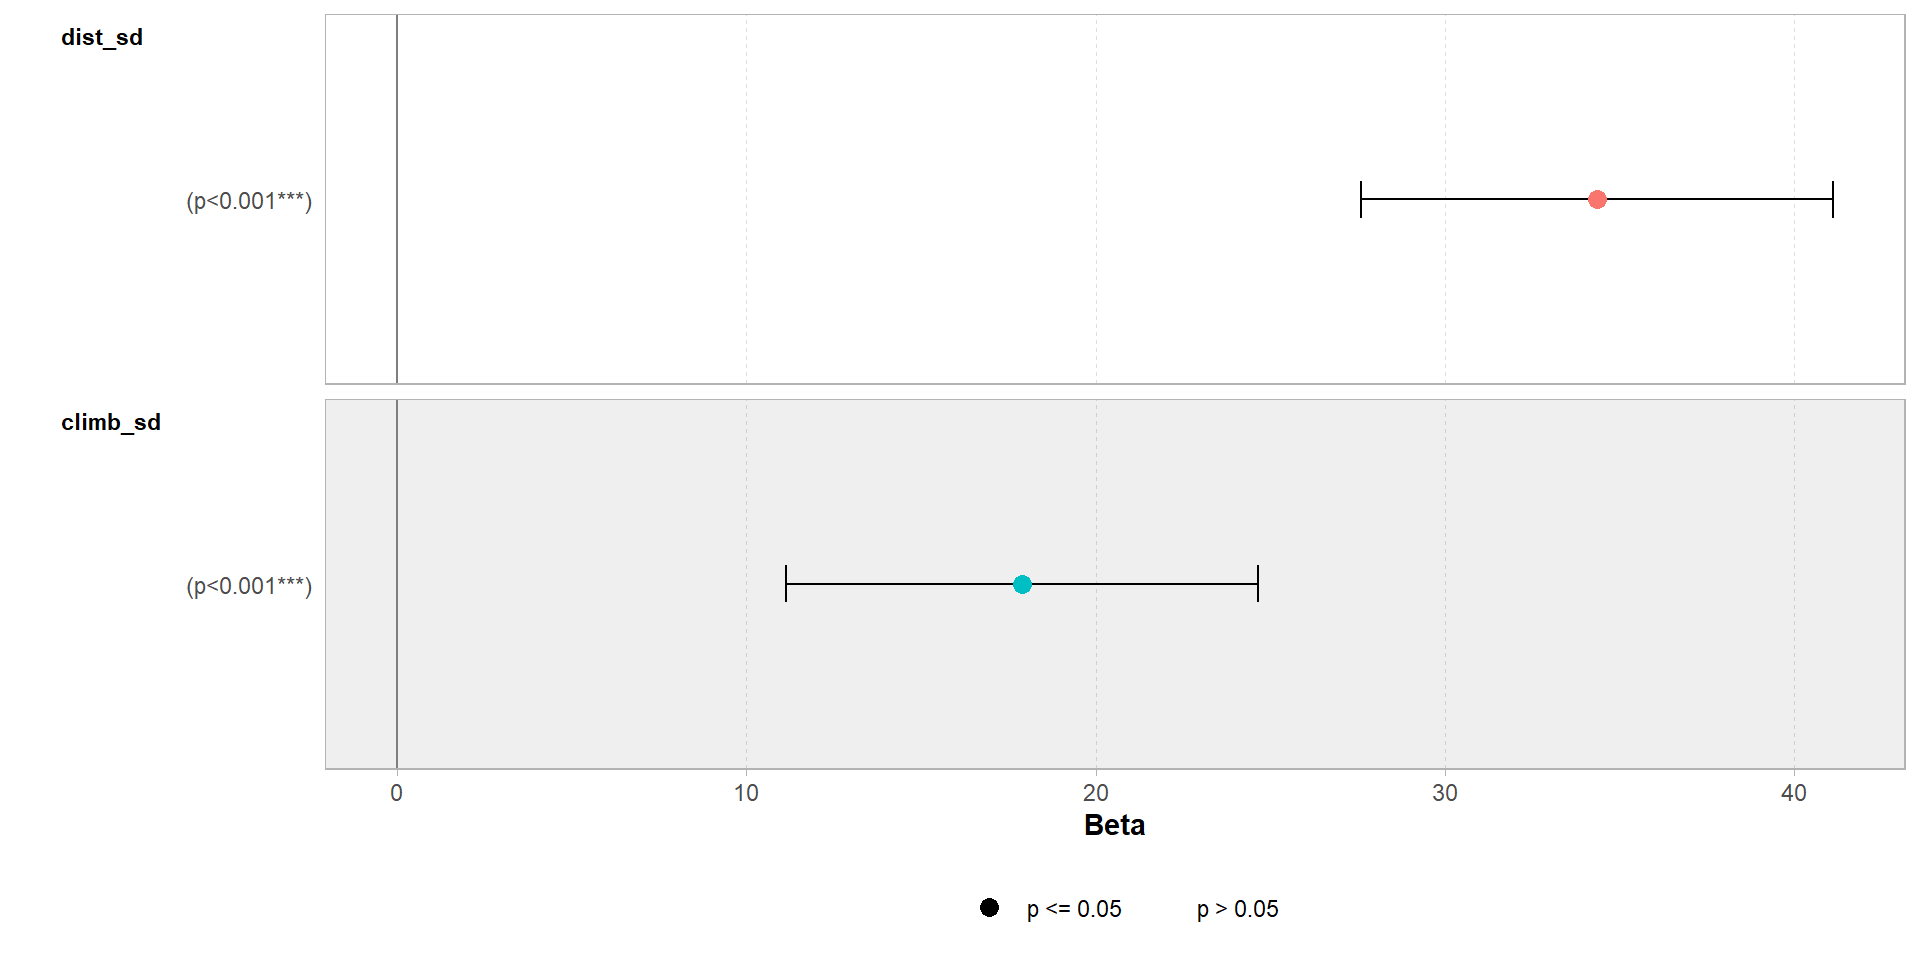 dist_sd
(p<0.001***)
climb_sd
(p<0.001***)
0 10 20 30 40
Beta
p <= 0.05 p > 0.05